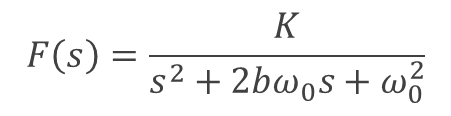 F(s) = K / (s² + 2bω₀s + ω₀²)